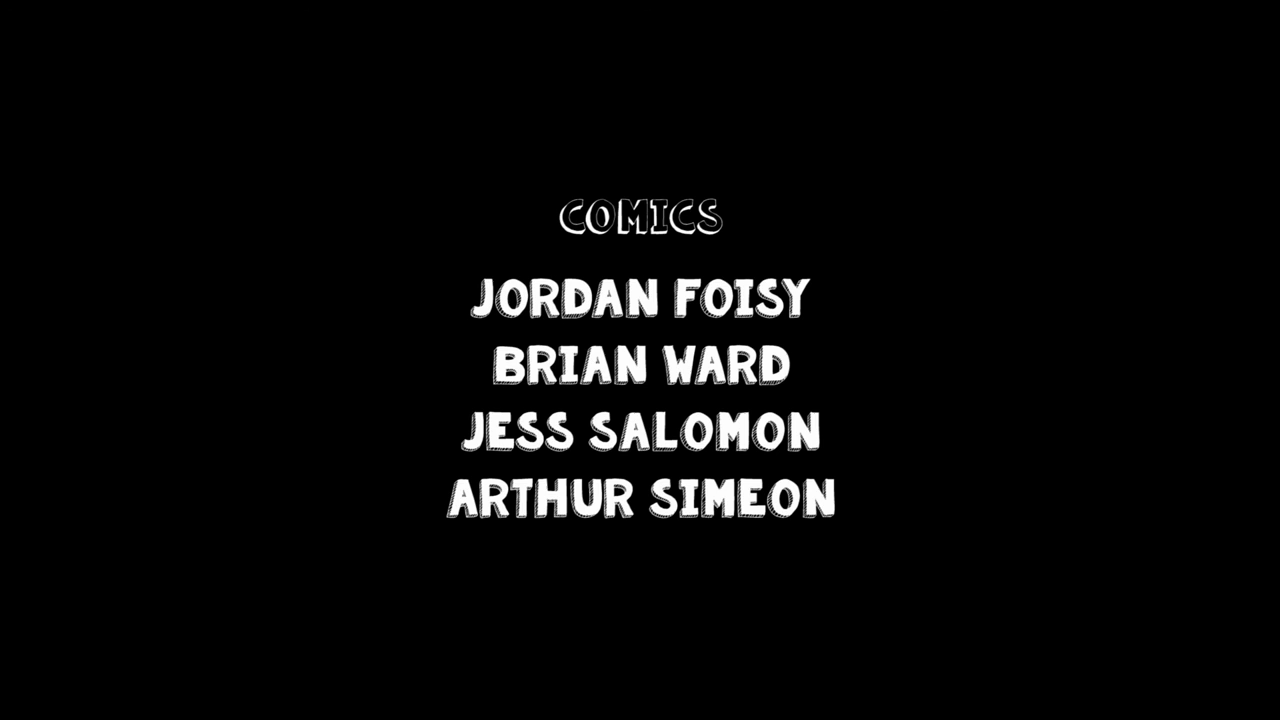 COMICS
JORDAN FOISY
BRIAN WARD
JESS SALOMON
ARTHUR SIMEON